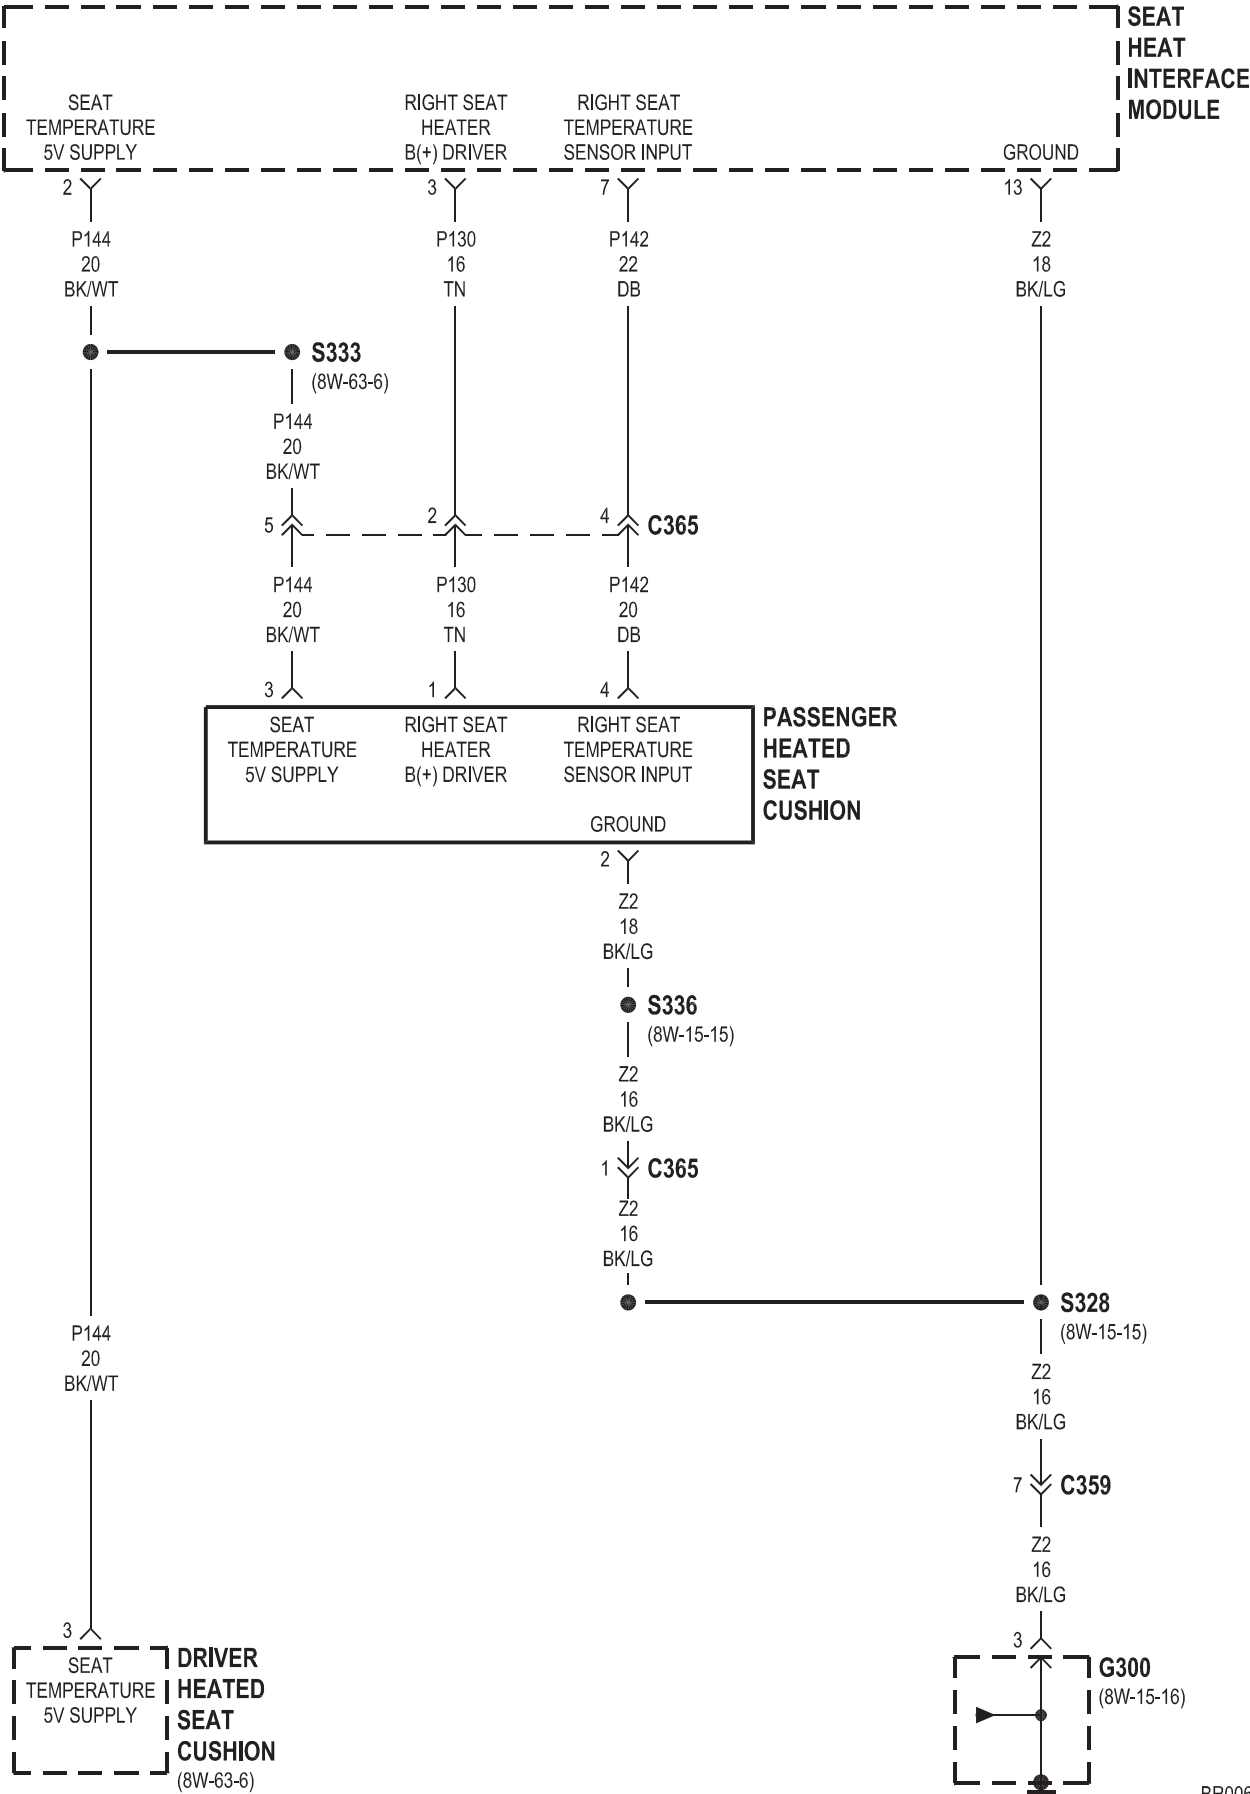 SEAT
HEAT
INTERFACE
MODULE
SEAT
TEMPERATURE
5V SUPPLY
RIGHT SEAT
HEATER
B(+) DRIVER
RIGHT SEAT
TEMPERATURE
SENSOR INPUT
GROUND
2
3
7
13
P144
20
BK/WT
P130
16
TN
P142
22
DB
Z2
18
BK/LG
S333
(8W-63-6)
P144
20
BK/WT
5
2
4
C365
P144
20
BK/WT
P130
16
TN
P142
20
DB
3
1
4
SEAT
TEMPERATURE
5V SUPPLY
RIGHT SEAT
HEATER
B(+) DRIVER
RIGHT SEAT
TEMPERATURE
SENSOR INPUT
GROUND
PASSENGER
HEATED
SEAT
CUSHION
2
Z2
18
BK/LG
S336
(8W-15-15)
Z2
16
BK/LG
1
C365
Z2
16
BK/LG
S328
(8W-15-15)
P144
20
BK/WT
Z2
16
BK/LG
7
C359
Z2
16
BK/LG
3
SEAT
TEMPERATURE
5V SUPPLY
DRIVER
HEATED
SEAT
CUSHION
(8W-63-6)
3
G300
(8W-15-16)